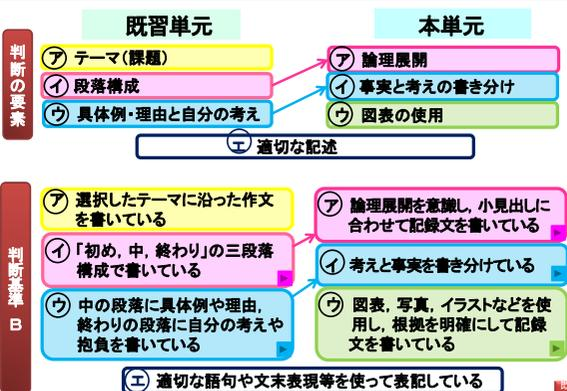 既習単元
本単元
判断の要素
㋐ テーマ（課題）
㋑ 段落構成
㋒ 具体例・理由と自分の考え
㋐ 論理展開
㋑ 事実と考えの書き分け
㋒ 図表の使用
㋓ 適切な記述
判断基準 B
㋐ 選択したテーマに沿った作文
を書いている
㋑ 「初め，中，終わり」の三段落
構成で書いている
㋒ 中の段落に具体例や理由，
終わりの段落に自分の考えや
抱負を書いている
㋐ 論理展開を意識し，小見出しに
合わせて記録文を書いている
㋑ 考えと事実を書き分けている
㋒ 図表，写真，イラストなどを使
用し，根拠を明確にして記録
文を書いている
㋓ 適切な語句や文末表現等を使って表記している